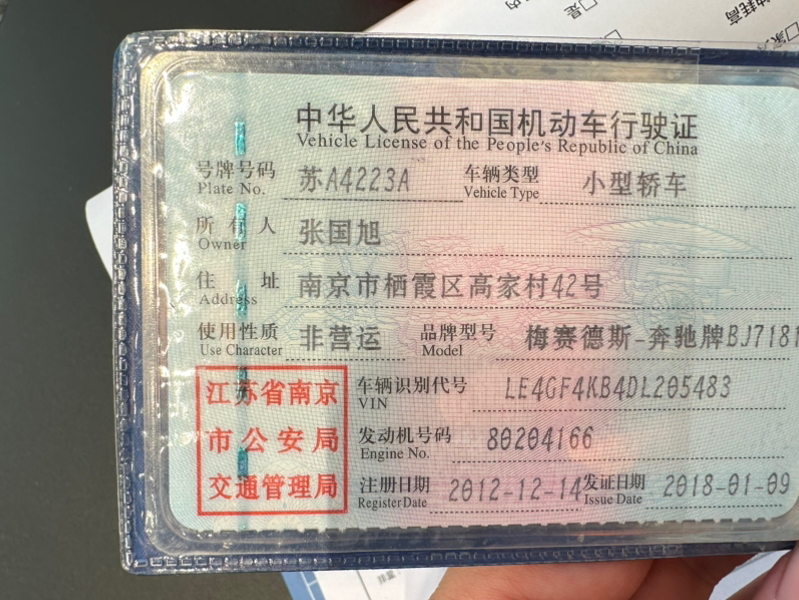 中华人民共和国机动车行驶证
Vehicle License of the People's Republic of China
号牌号码 苏A4223A 车辆类型 小型轿车
Plate No. Vehicle Type
所有人 张国旭
Owner
住址 南京市栖霞区高家村42号
Address
使用性质 非营运 品牌型号 梅赛德斯-奔驰牌BJ7181
Use Character Model
江苏省南京
市公安局
交通管理局
车辆识别代号 LE4GF4KB4DL205483
VIN
发动机号码 80204166
Engine No.
注册日期 2012-12-14 发证日期 2018-01-09
Register Date Issue Date